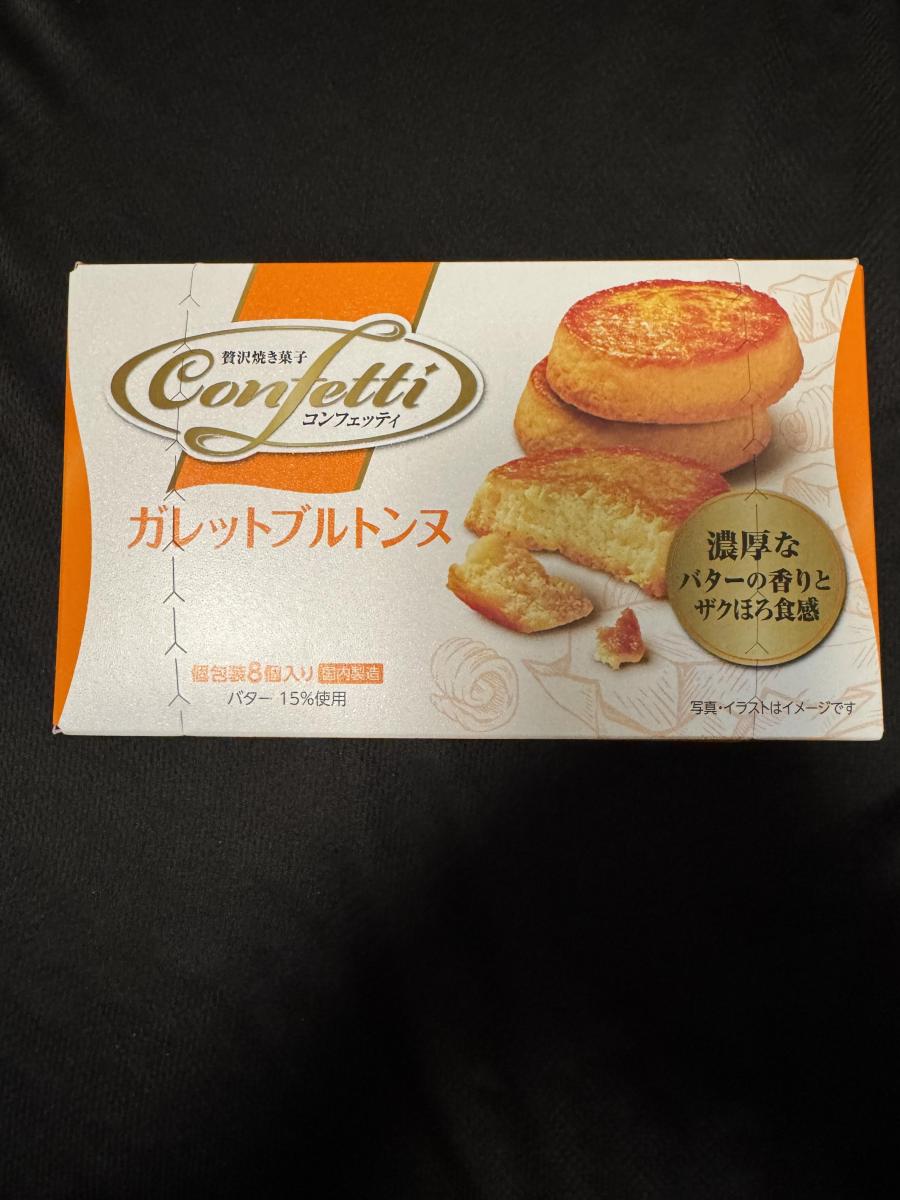 贅沢焼き菓子
Confetti
コンフェッティ
ガレットブルトンヌ
濃厚な
バターの香りと
ザクほろ食感
個包装8個入り 国内製造
バター 15%使用
写真・イラストはイメージです